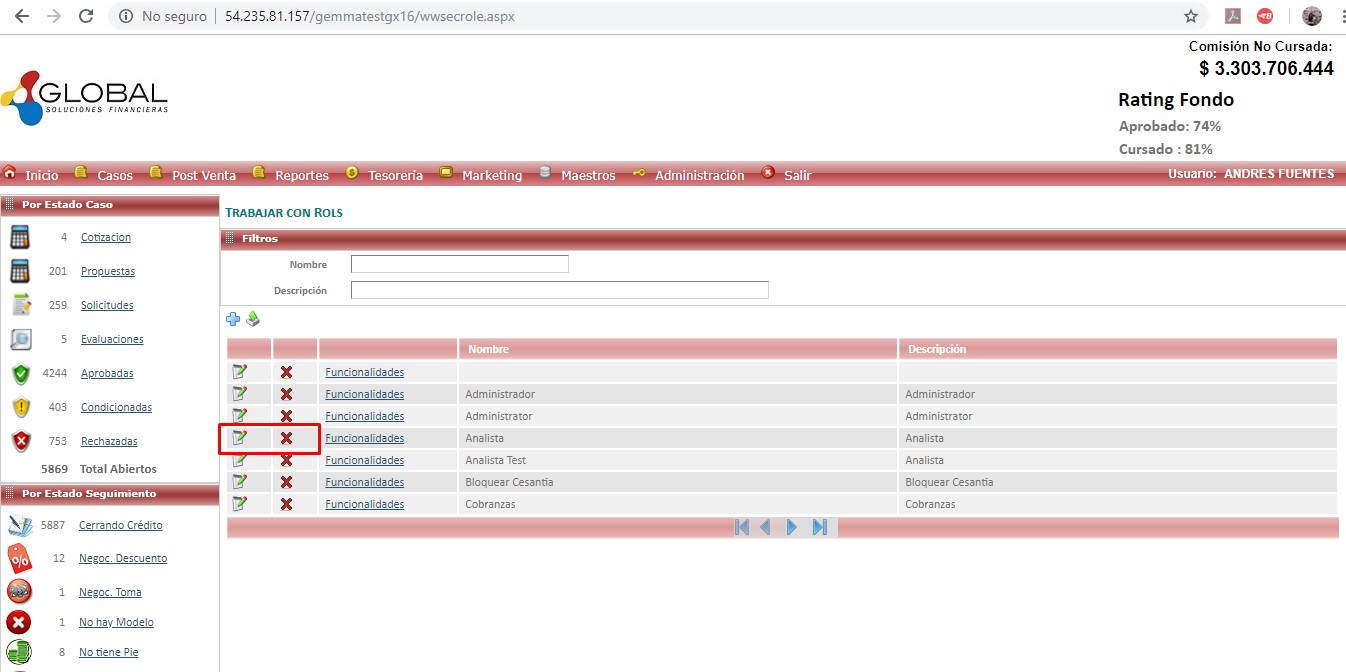 No seguro
54.235.81.157/gemmatestgx16/wwsecrole.aspx
Comisión No Cursada:
$ 3.303.706.444
GLOBAL
SOLUCIONES FINANCIERAS
Rating Fondo
Aprobado: 74%
Cursado : 81%
Inicio Casos Post Venta Reportes Tesorería Marketing Maestros Administración Salir Usuario: ANDRES FUENTES
Por Estado Caso
4 Cotizacion
201 Propuestas
259 Solicitudes
5 Evaluaciones
4244 Aprobadas
403 Condicionadas
753 Rechazadas
5869 Total Abiertos
Por Estado Seguimiento
5887 Cerrando Crédito
12 Negoc. Descuento
1 Negoc. Toma
1 No hay Modelo
8 No tiene Pie
TRABAJAR CON ROLS
Filtros
Nombre
Descripción
Nombre Descripción
Funcionalidades
Funcionalidades Administrador Administrador
Funcionalidades Administrator Administrator
Funcionalidades Analista Analista
Funcionalidades Analista Test Analista
Funcionalidades Bloquear Cesantia Bloquear Cesantia
Funcionalidades Cobranzas Cobranzas